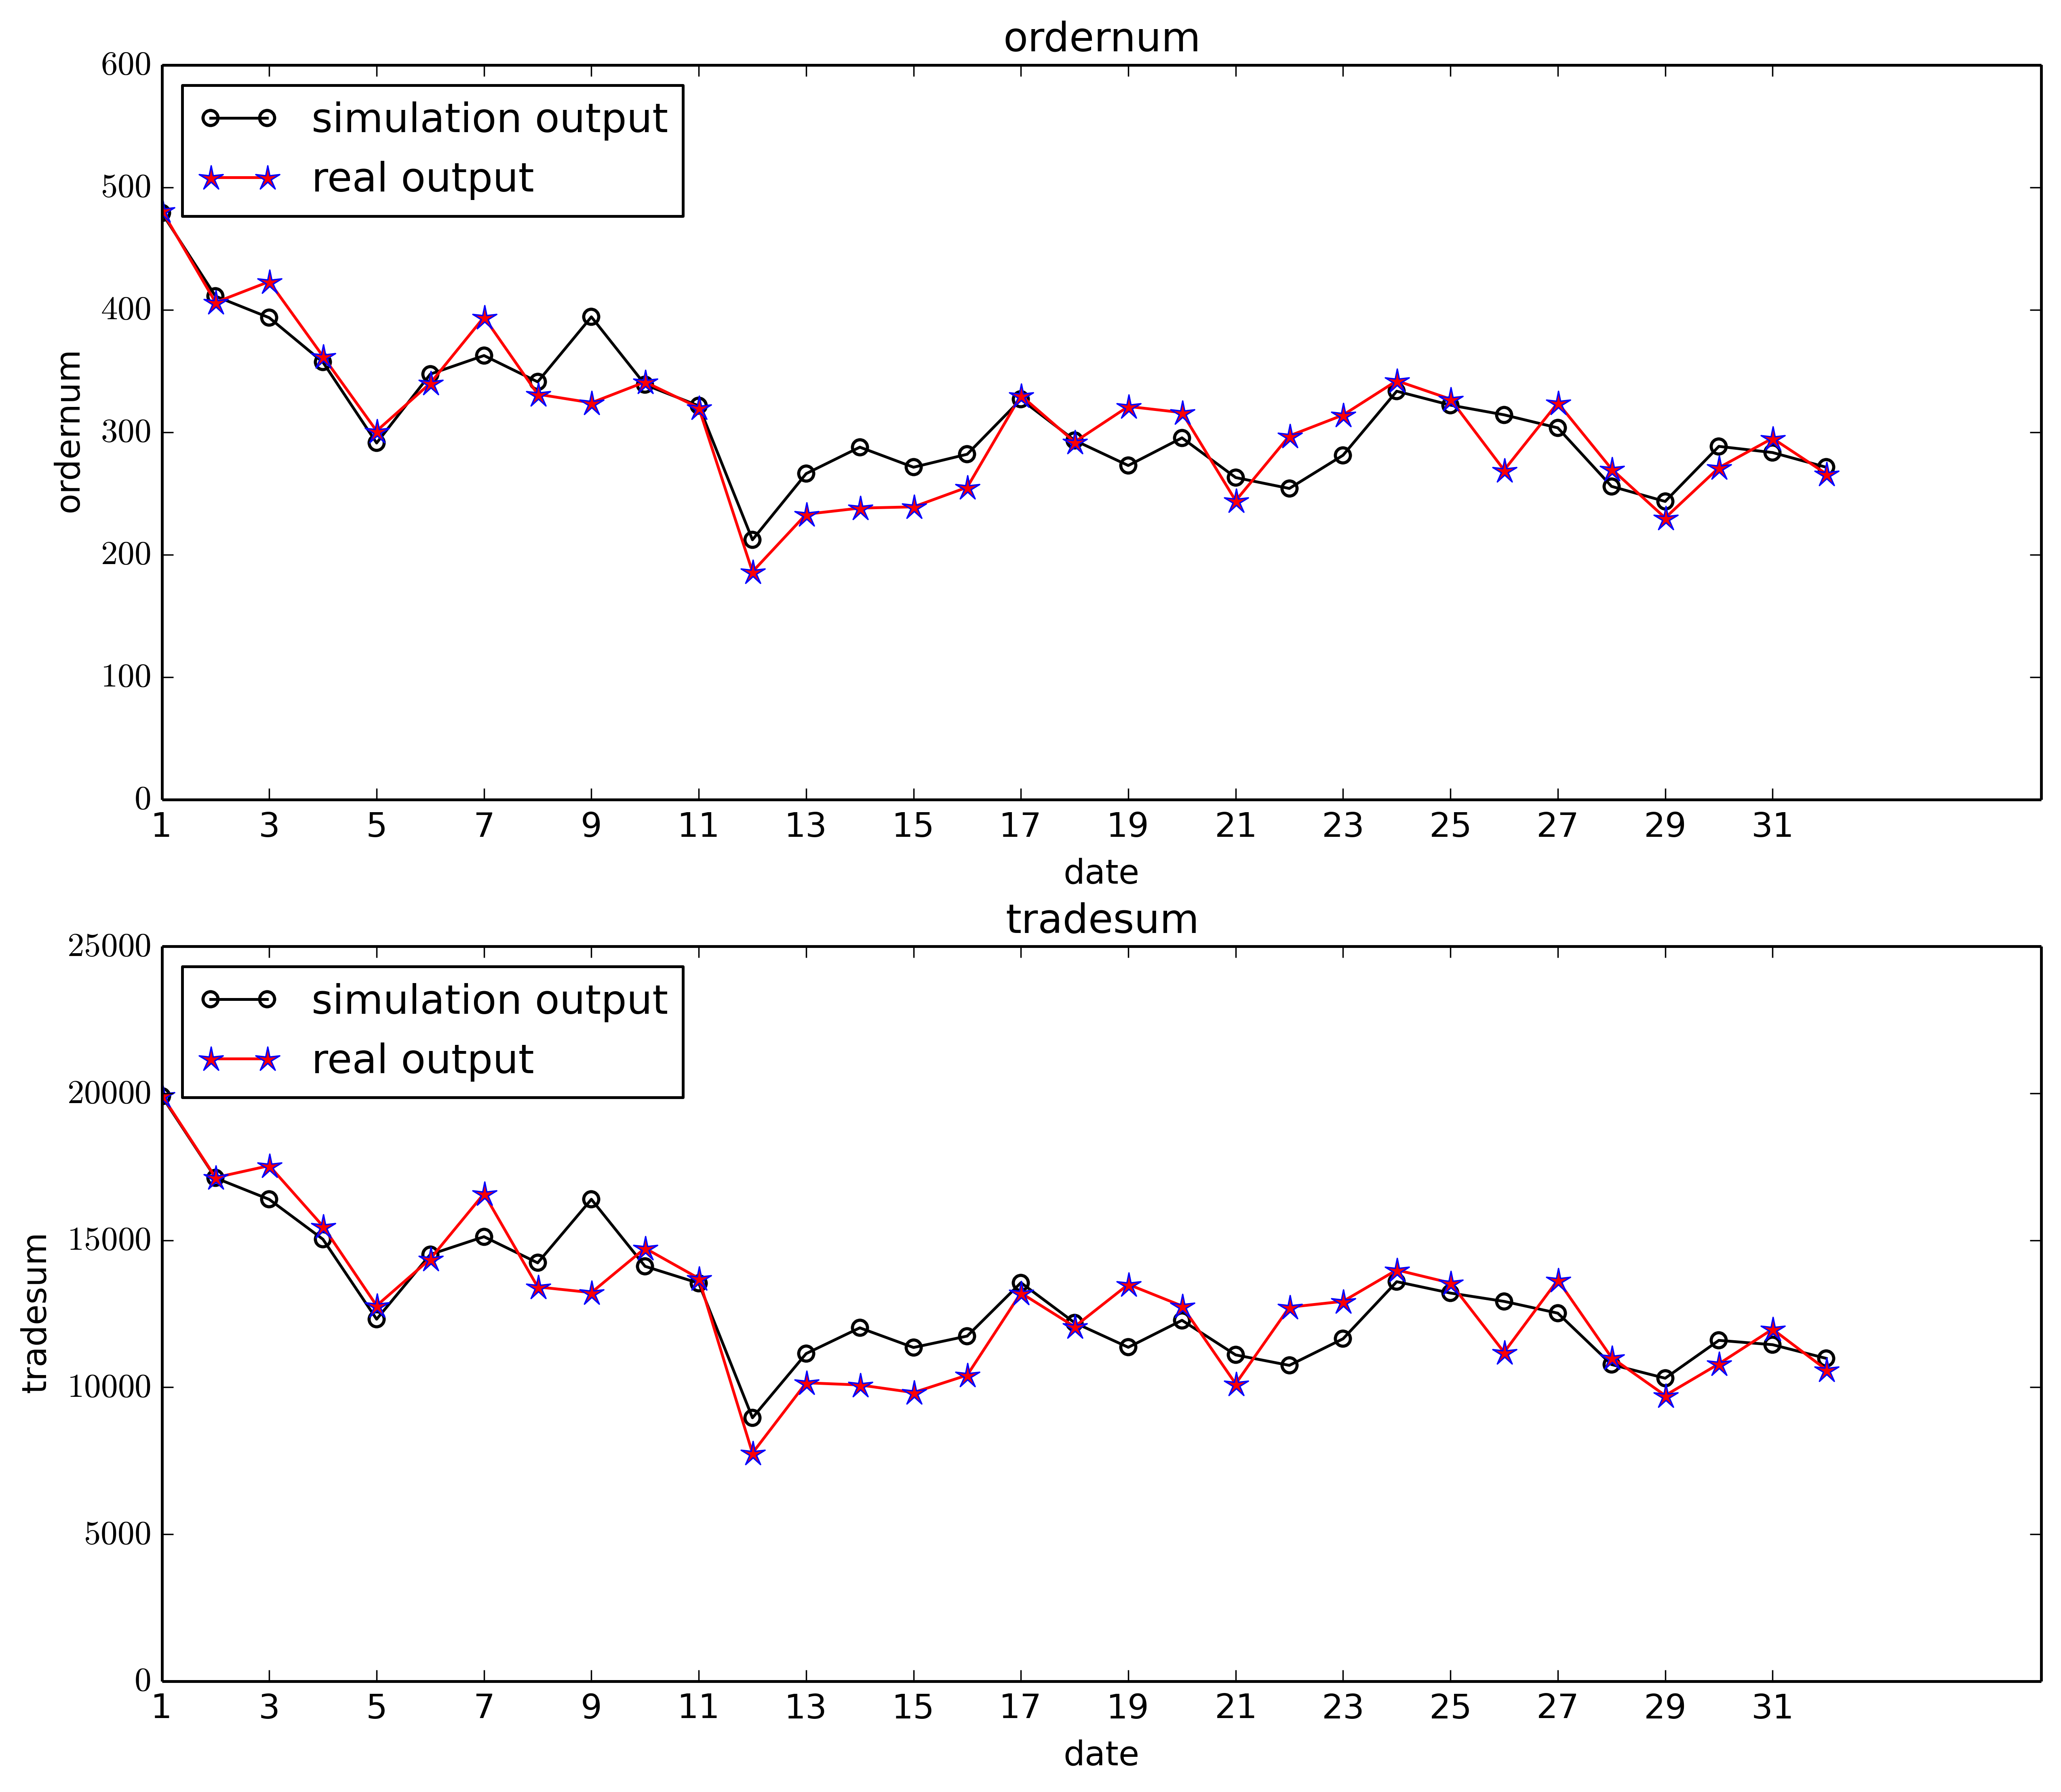 ordernum
600
500
400
300
200
100
0
simulation output
real output
ordernum
1 3 5 7 9 11 13 15 17 19 21 23 25 27 29 31
date
tradesum
25000
20000
15000
10000
5000
0
simulation output
real output
tradesum
1 3 5 7 9 11 13 15 17 19 21 23 25 27 29 31
date